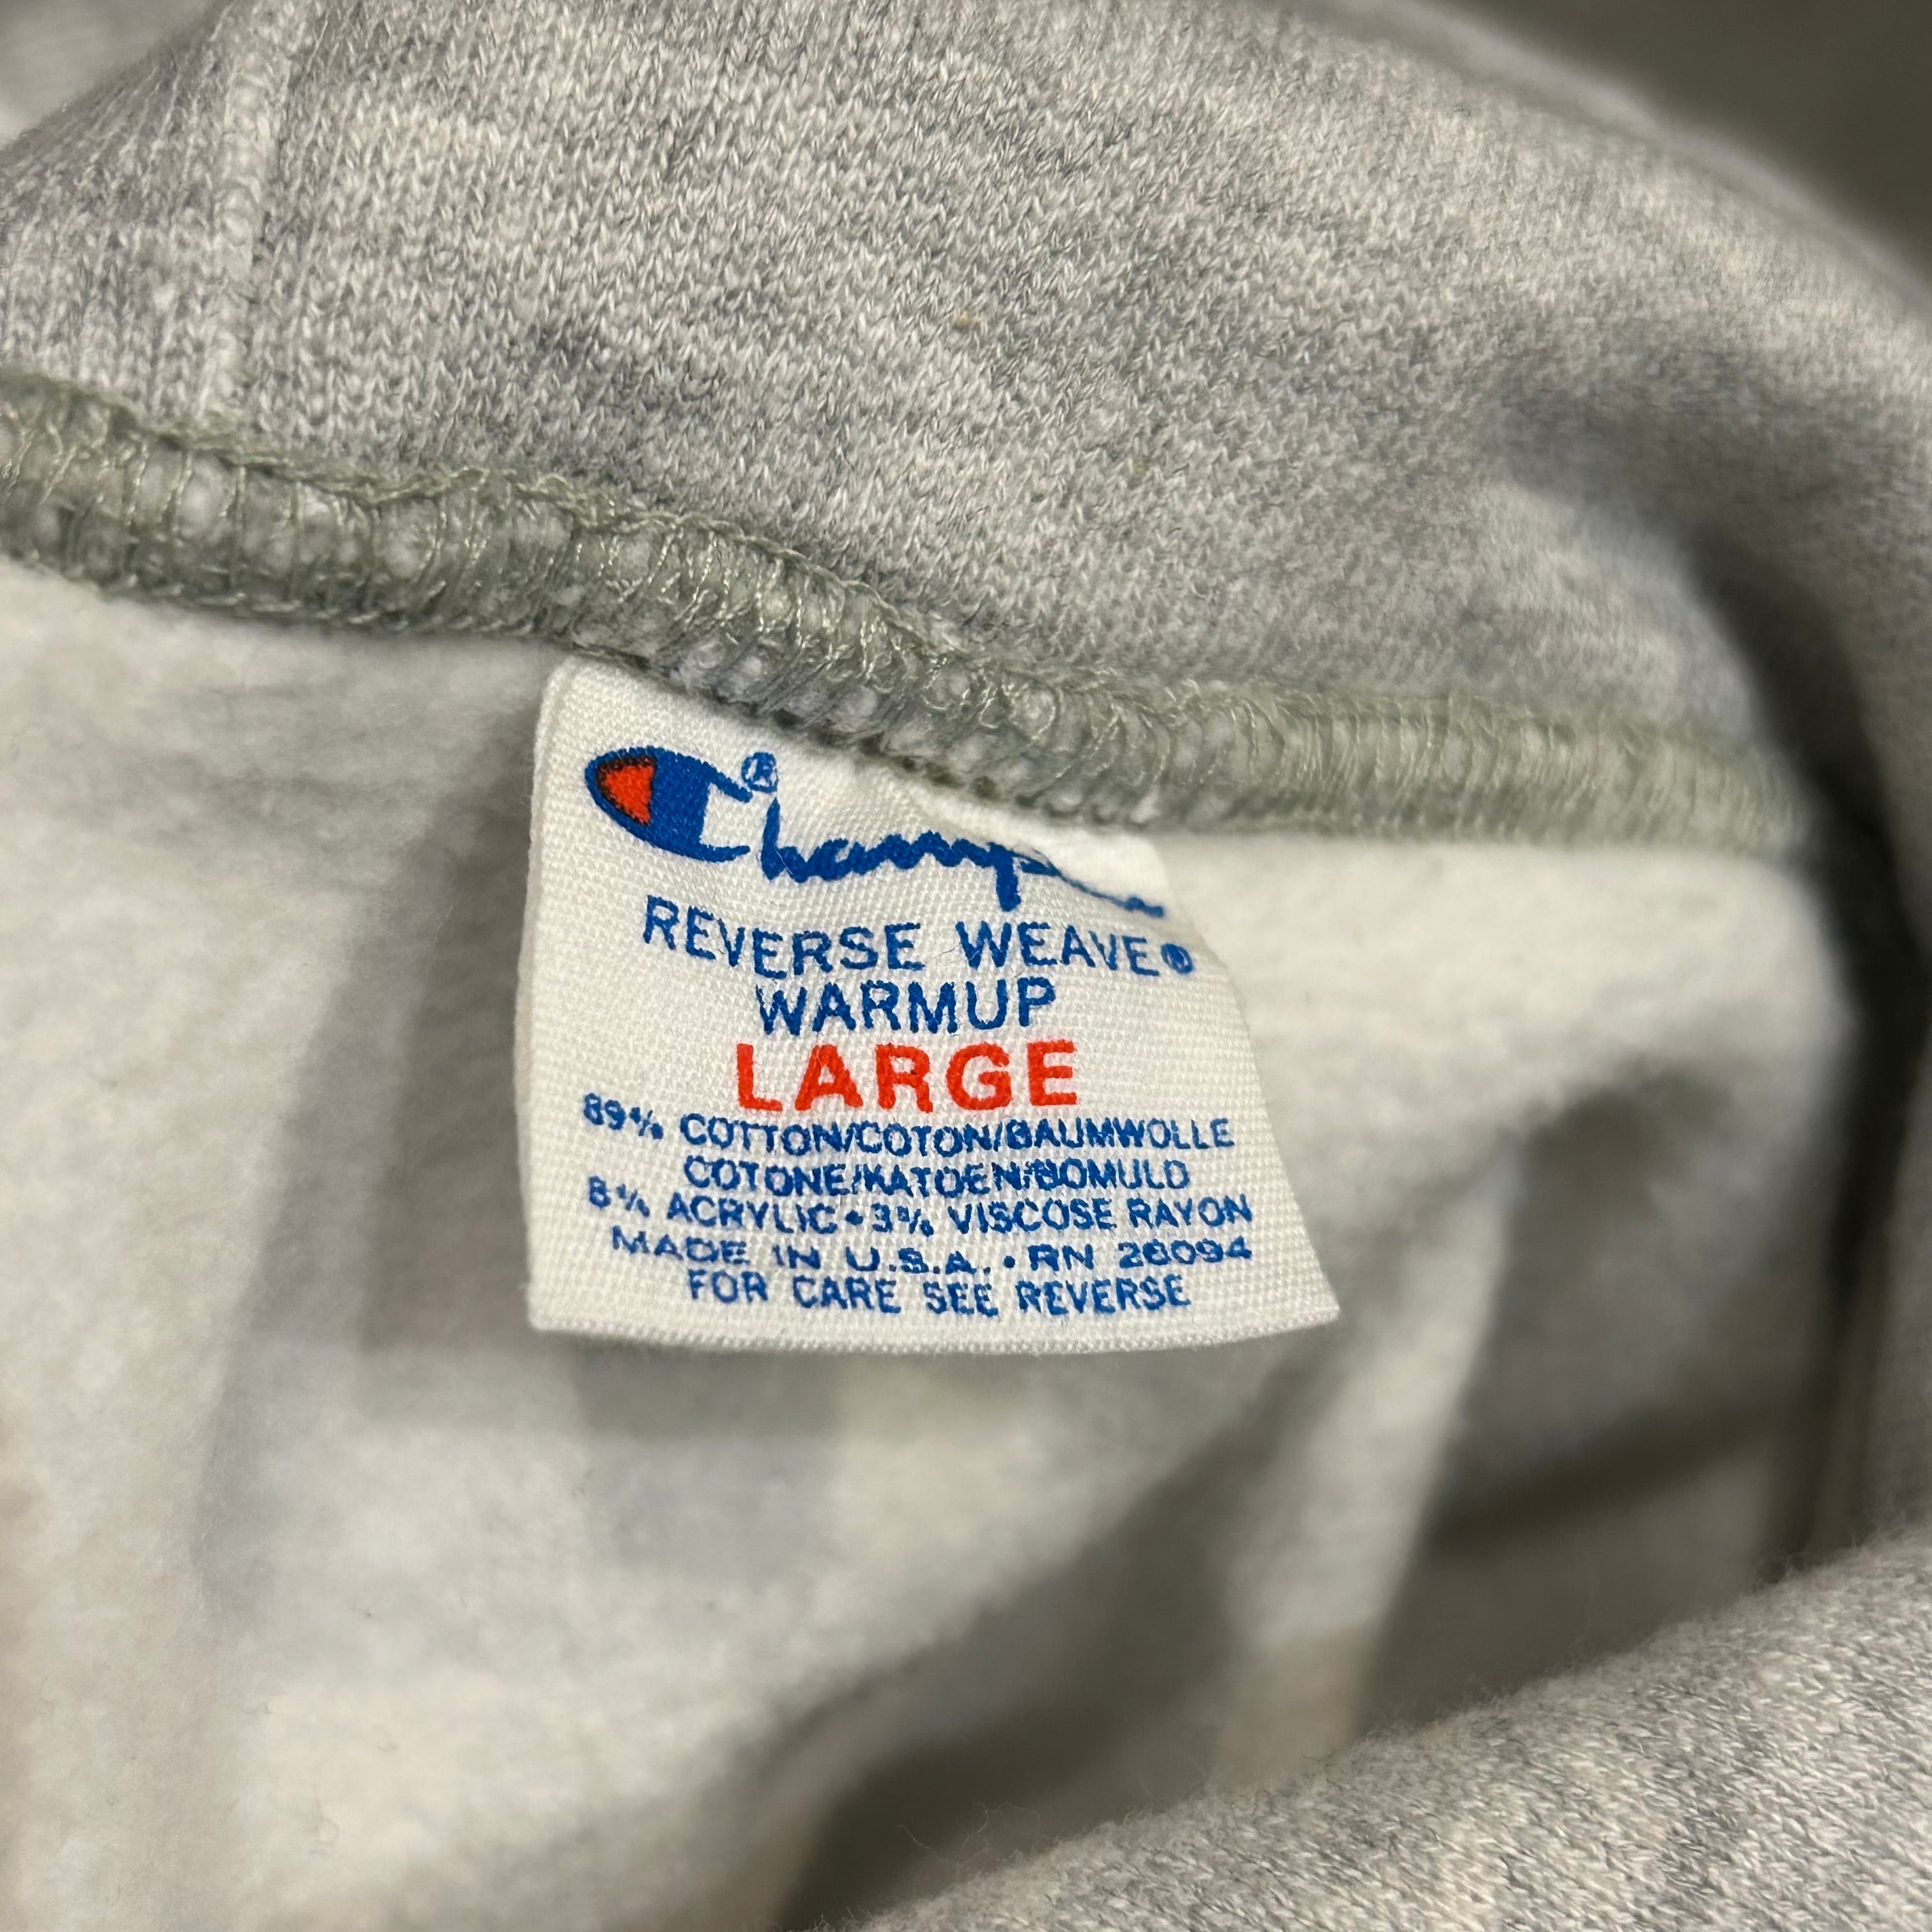 Champion
REVERSE WEAVE®
WARMUP
LARGE
89% COTTON/COTON/BAUMWOLLE
COTONE/KATOEN/BOMULD
8% ACRYLIC • 3% VISCOSE RAYON
MADE IN U.S.A. • RN 26094
FOR CARE SEE REVERSE